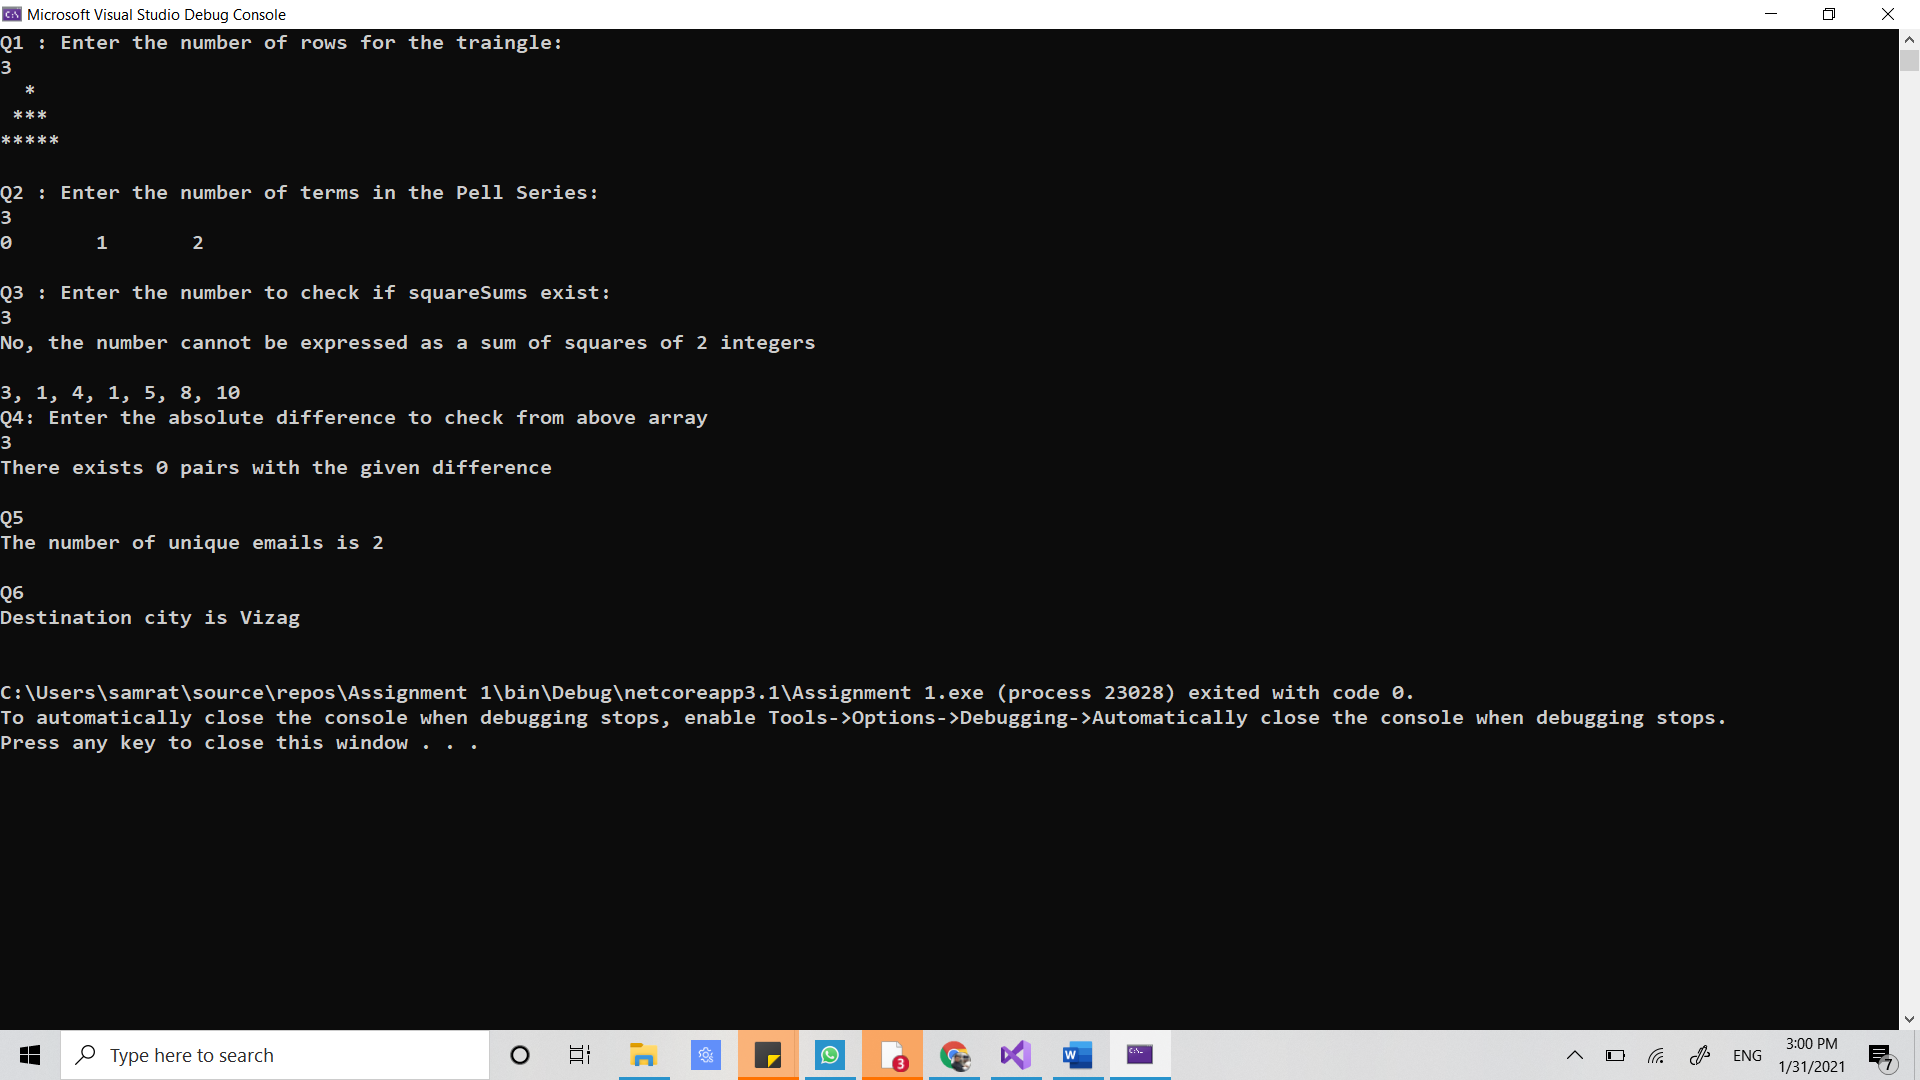 Microsoft Visual Studio Debug Console
Q1 : Enter the number of rows for the traingle:
3
  *
 ***
*****
Q2 : Enter the number of terms in the Pell Series:
3
0       1       2
Q3 : Enter the number to check if squareSums exist:
3
No, the number cannot be expressed as a sum of squares of 2 integers
3, 1, 4, 1, 5, 8, 10
Q4: Enter the absolute difference to check from above array
3
There exists 0 pairs with the given difference
Q5
The number of unique emails is 2
Q6
Destination city is Vizag
C:\Users\samrat\source\repos\Assignment 1\bin\Debug\netcoreapp3.1\Assignment 1.exe (process 23028) exited with code 0.
To automatically close the console when debugging stops, enable Tools->Options->Debugging->Automatically close the console when debugging stops.
Press any key to close this window . . .
Type here to search
3
W
C:\_
ENG
3:00 PM
1/31/2021
7